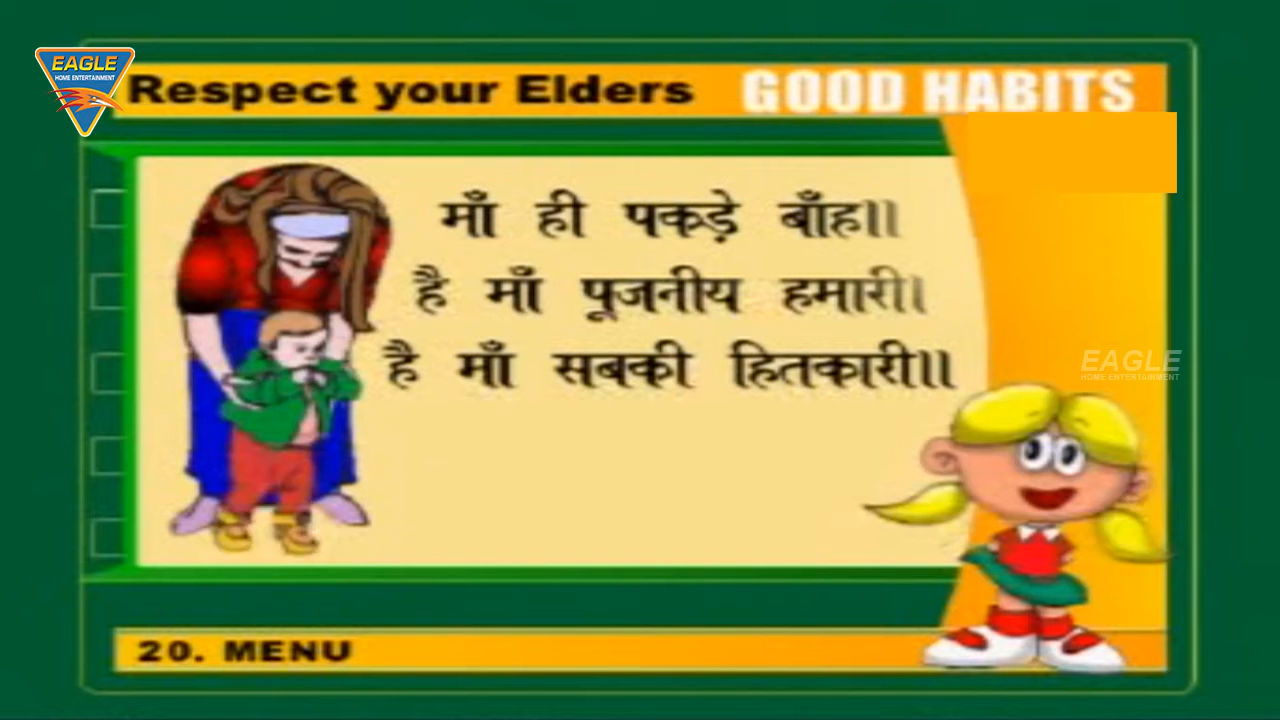 EAGLE
HOME ENTERTAINMENT
Respect your Elders
GOOD HABITS
माँ ही पकड़े बाँह।।
है माँ पूजनीय हमारी।
है माँ सबकी हितकारी।।
EAGLE
HOME ENTERTAINMENT
20. MENU